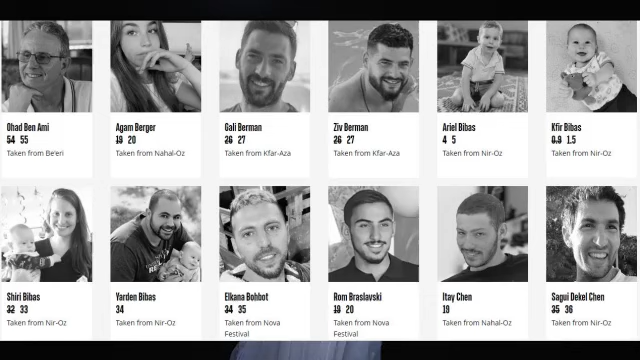 Ohad Ben Ami
54 55
Taken from Be'eri
Agam Berger
19 20
Taken from Nahal-Oz
Gali Berman
26 27
Taken from Kfar-Aza
Ziv Berman
26 27
Taken from Kfar-Aza
Ariel Bibas
4 5
Taken from Nir-Oz
Kfir Bibas
0.9 1.5
Taken from Nir-Oz
Shiri Bibas
32 33
Taken from Nir-Oz
Yarden Bibas
34
Taken from Nir-Oz
Elkana Bohbot
34 35
Taken from Nova
Festival
Rom Braslavski
19 20
Taken from Nova
Festival
Itay Chen
19
Taken from Nahal-Oz
Sagui Dekel Chen
35 36
Taken from Nir-Oz